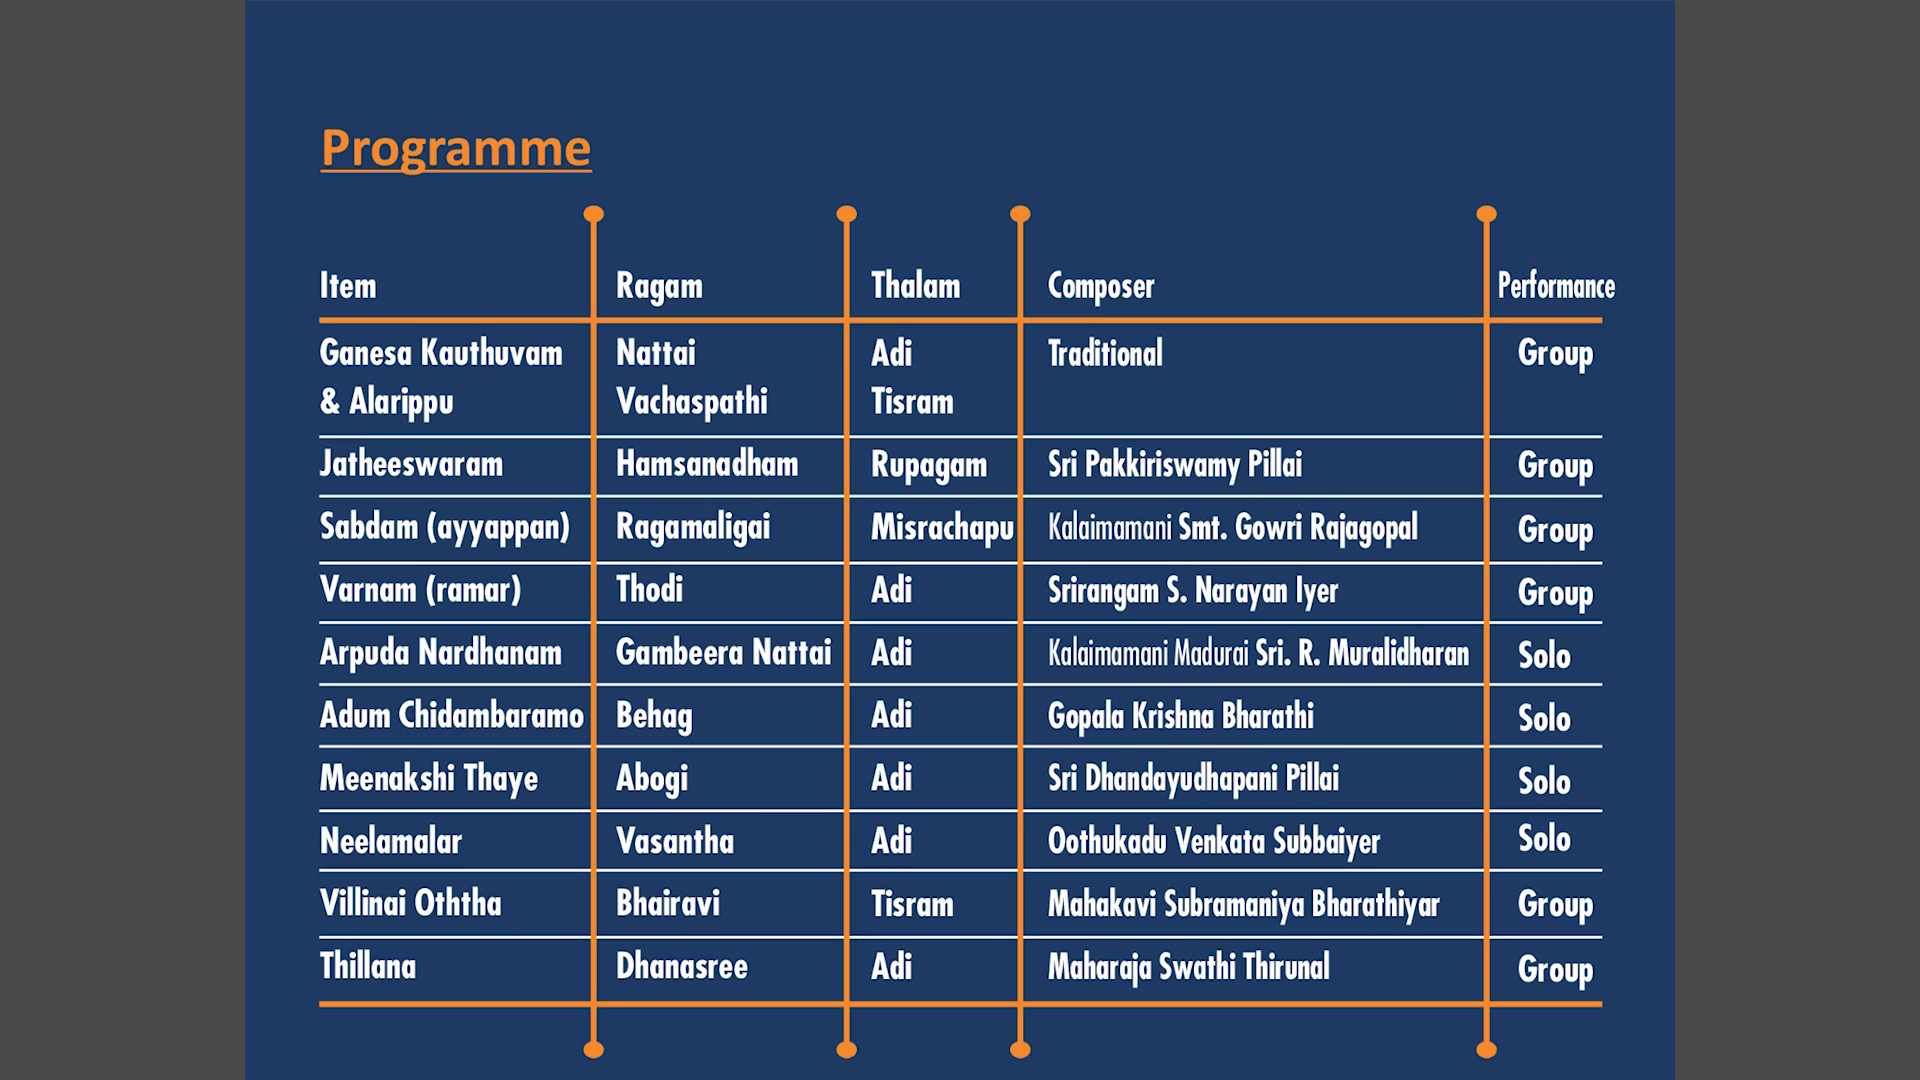 Programme
Item Ragam Thalam Composer Performance
Ganesa Kauthuvam Nattai Adi Traditional Group
& Alarippu Vachaspathi Tisram
Jatheeswaram Hamsanadham Rupagam Sri Pakkiriswamy Pillai Group
Sabdam (ayyappan) Ragamaligai Misrachapu Kalaimamani Smt. Gowri Rajagopal Group
Varnam (ramar) Thodi Adi Srirangam S. Narayan Iyer Group
Arpuda Nardhanam Gambeera Nattai Adi Kalaimamani Madurai Sri. R. Muralidharan Solo
Adum Chidambaramo Behag Adi Gopala Krishna Bharathi Solo
Meenakshi Thaye Abogi Adi Sri Dhandayudhapani Pillai Solo
Neelamalar Vasantha Adi Oothukadu Venkata Subbaiyer Solo
Villinai Oththa Bhairavi Tisram Mahakavi Subramaniya Bharathiyar Group
Thillana Dhanasree Adi Maharaja Swathi Thirunal Group